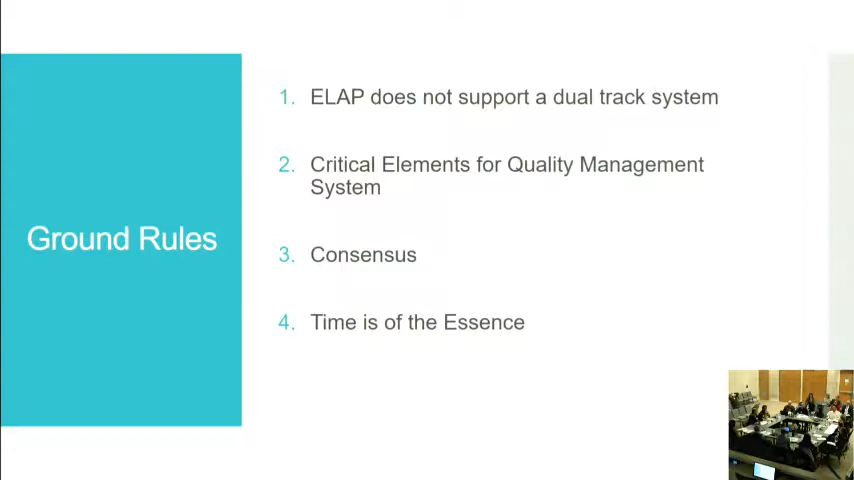 Ground Rules
1. ELAP does not support a dual track system
2. Critical Elements for Quality Management
System
3. Consensus
4. Time is of the Essence